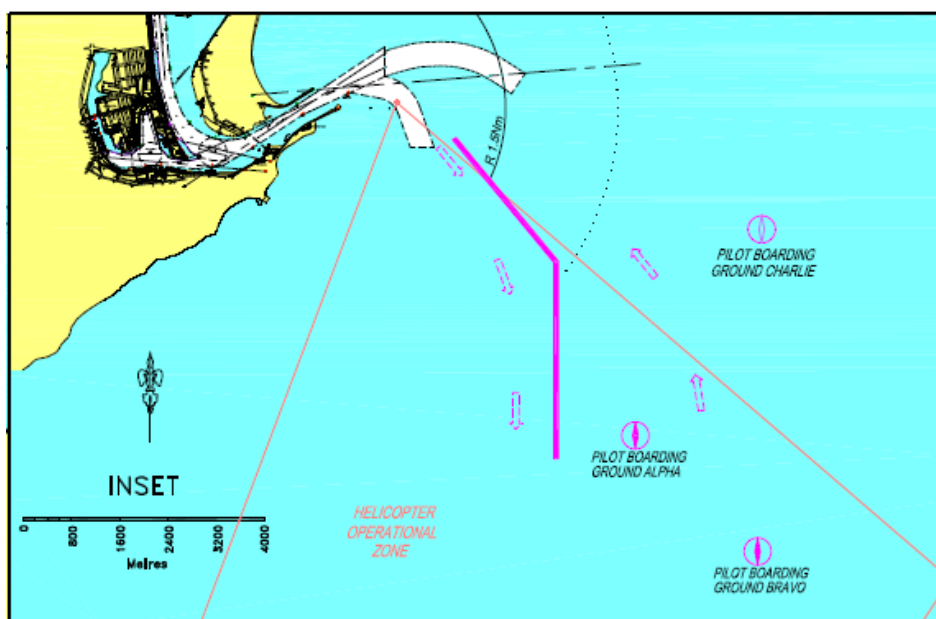 R 1.5Nm
PILOT BOARDING
GROUND CHARLIE
INSET
0
800
1600
2400
3200
4000
Metres
PILOT BOARDING
GROUND ALPHA
HELICOPTER
OPERATIONAL
ZONE
PILOT BOARDING
GROUND BRAVO